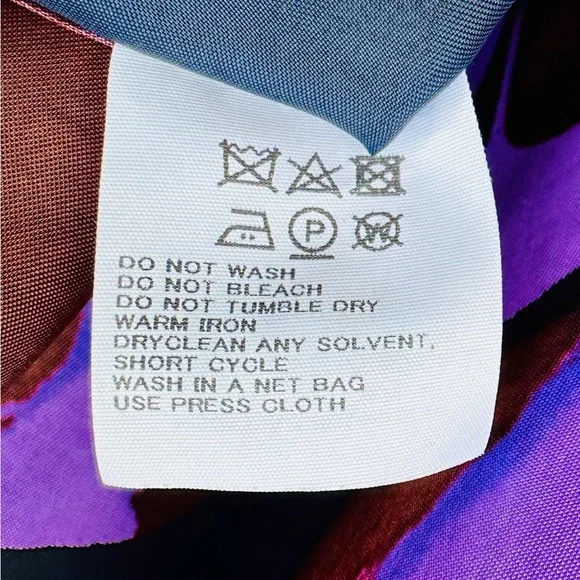 P W
DO NOT WASH
DO NOT BLEACH
DO NOT TUMBLE DRY
WARM IRON
DRYCLEAN ANY SOLVENT,
SHORT CYCLE
WASH IN A NET BAG
USE PRESS CLOTH